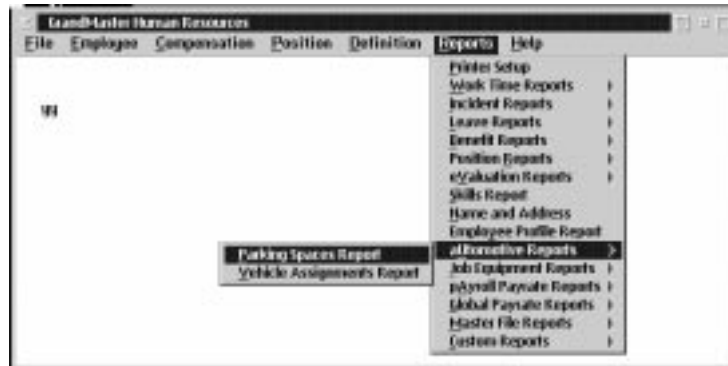 GrandMaster Human Resources
File Employee Compensation Position Definition Reports Help
Printer Setup
Work Time Reports
Incident Reports
Leave Reports
Benefit Reports
Position Reports
eValuation Reports
Skills Report
Name and Address
Employee Profile Report
aUtomotive Reports
Parking Spaces Report
Vehicle Assignments Report
Job Equipment Reports
pAyroll Payrate Reports
Global Payrate Reports
Master File Reports
Custom Reports